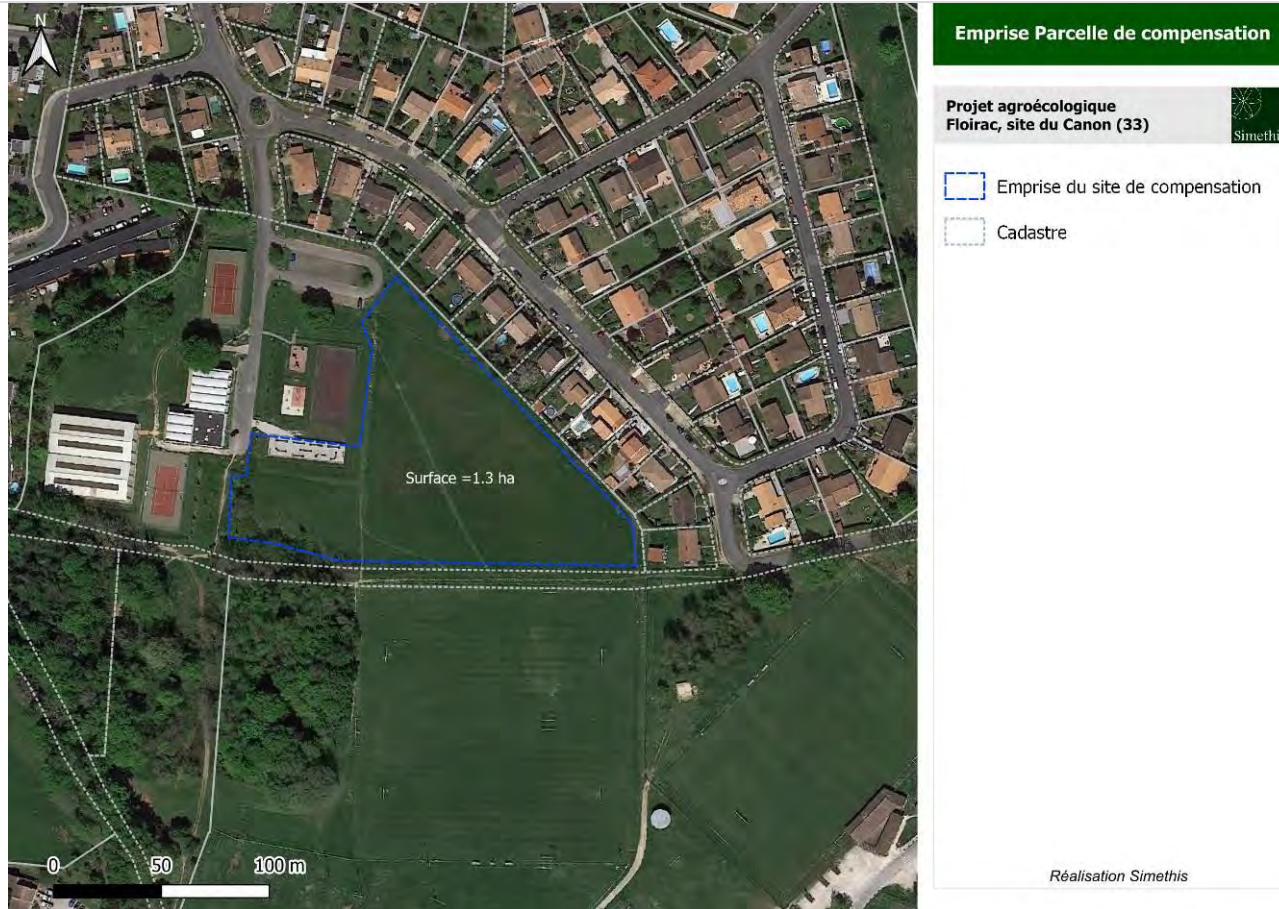 N
Emprise Parcelle de compensation
Projet agroécologique
Floirac, site du Canon (33)
Simethis
Emprise du site de compensation
Cadastre
Surface =1.3 ha
0 50 100 m
Réalisation Simethis